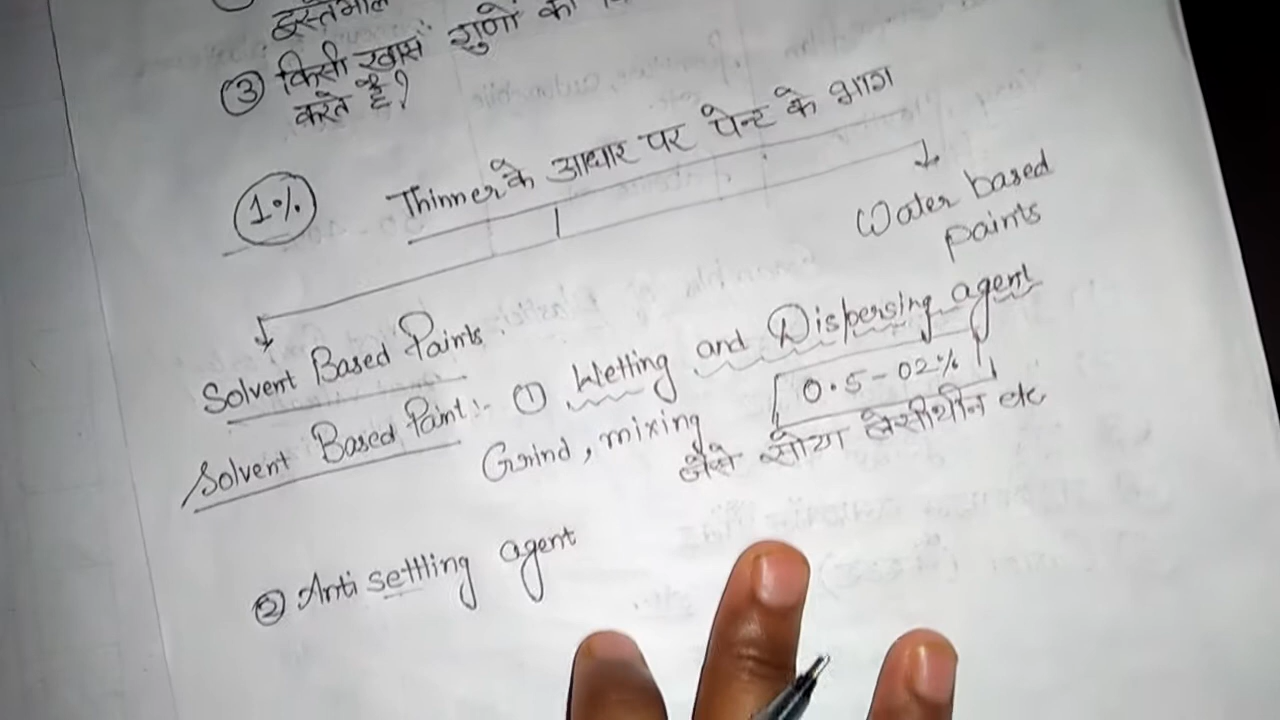 इस्तेमाल
③ किसी खास गुणों को
करते है?
1% Thinner के आधार पर पेन्ट के भाग
Water based
paints
Solvent Based Paints
Solvent Based Paint:- ① Wetting and Dispersing agent
Grind, mixing 0.5-02%
जैसे सोया लेसीथीन etc
② Anti settling agent